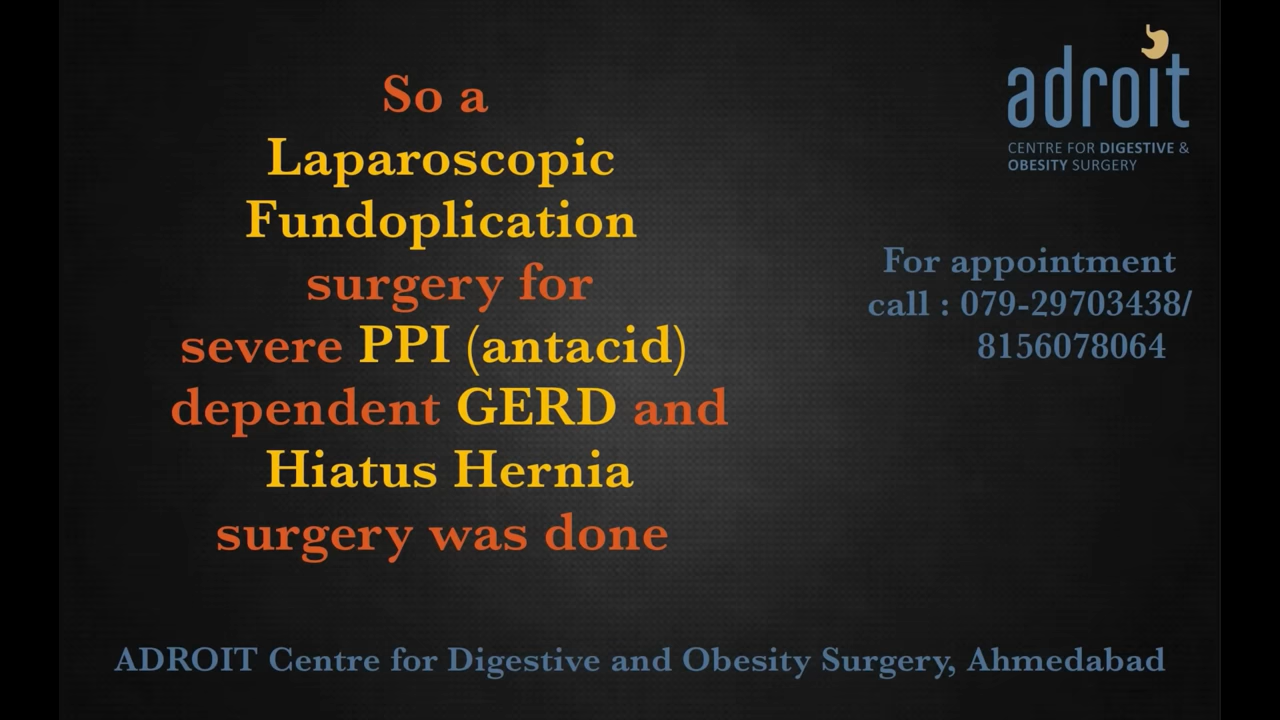 So a
Laparoscopic
Fundoplication
surgery for
severe PPI (antacid)
dependent GERD and
Hiatus Hernia
surgery was done
adroit
CENTRE FOR DIGESTIVE &
OBESITY SURGERY
For appointment
call : 079-29703438/
8156078064
ADROIT Centre for Digestive and Obesity Surgery, Ahmedabad